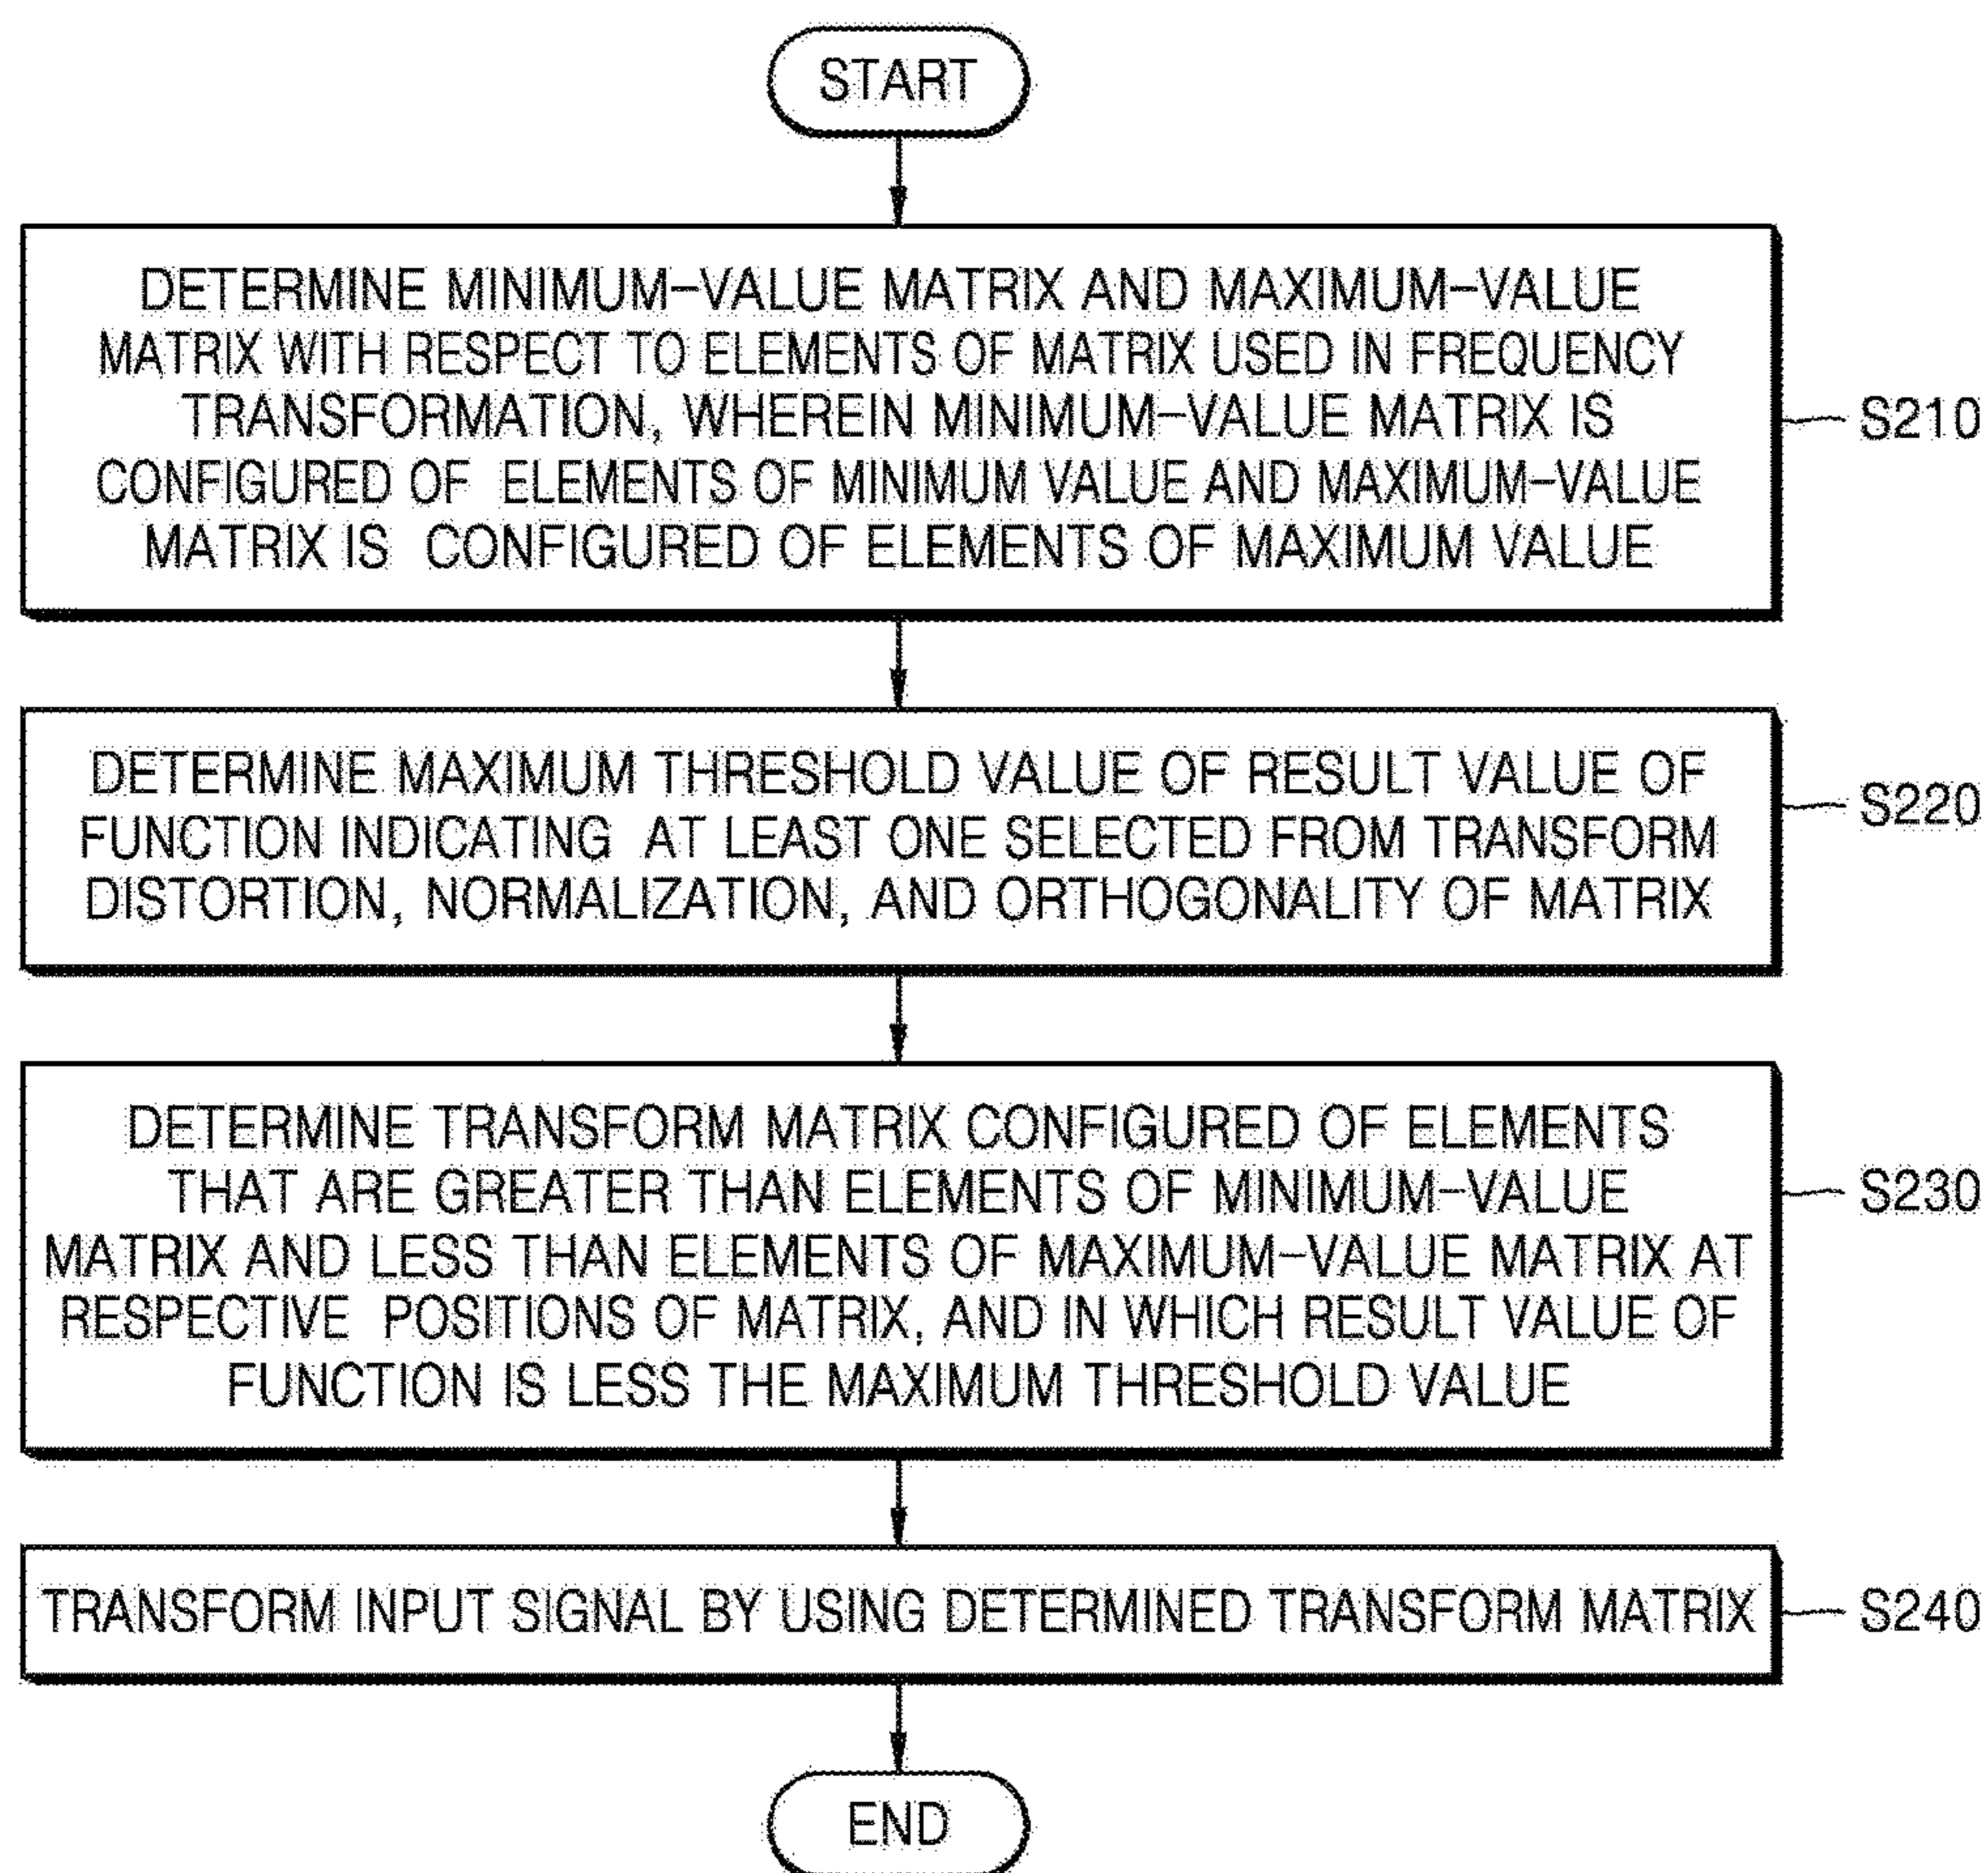 START
DETERMINE MINIMUM-VALUE MATRIX AND MAXIMUM-VALUE
MATRIX WITH RESPECT TO ELEMENTS OF MATRIX USED IN FREQUENCY
TRANSFORMATION, WHEREIN MINIMUM-VALUE MATRIX IS
CONFIGURED OF ELEMENTS OF MINIMUM VALUE AND MAXIMUM-VALUE
MATRIX IS CONFIGURED OF ELEMENTS OF MAXIMUM VALUE
S210
DETERMINE MAXIMUM THRESHOLD VALUE OF RESULT VALUE OF
FUNCTION INDICATING AT LEAST ONE SELECTED FROM TRANSFORM
DISTORTION, NORMALIZATION, AND ORTHOGONALITY OF MATRIX
S220
DETERMINE TRANSFORM MATRIX CONFIGURED OF ELEMENTS
THAT ARE GREATER THAN ELEMENTS OF MINIMUM-VALUE
MATRIX AND LESS THAN ELEMENTS OF MAXIMUM-VALUE MATRIX AT
RESPECTIVE POSITIONS OF MATRIX, AND IN WHICH RESULT VALUE OF
FUNCTION IS LESS THE MAXIMUM THRESHOLD VALUE
S230
TRANSFORM INPUT SIGNAL BY USING DETERMINED TRANSFORM MATRIX
S240
END